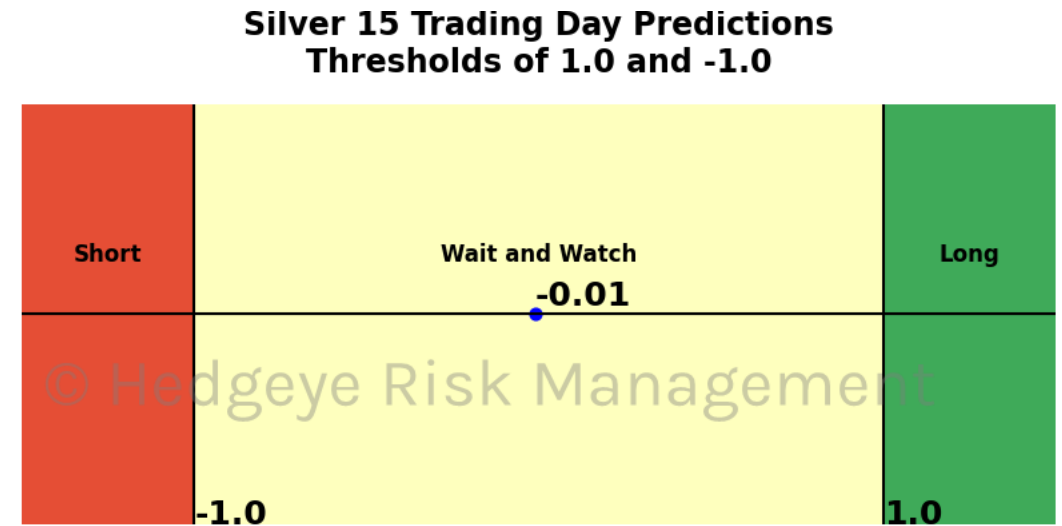 Silver 15 Trading Day Predictions
Thresholds of 1.0 and -1.0
Short
Wait and Watch
Long
-0.01
© Hedgeye Risk Management
-1.0
1.0